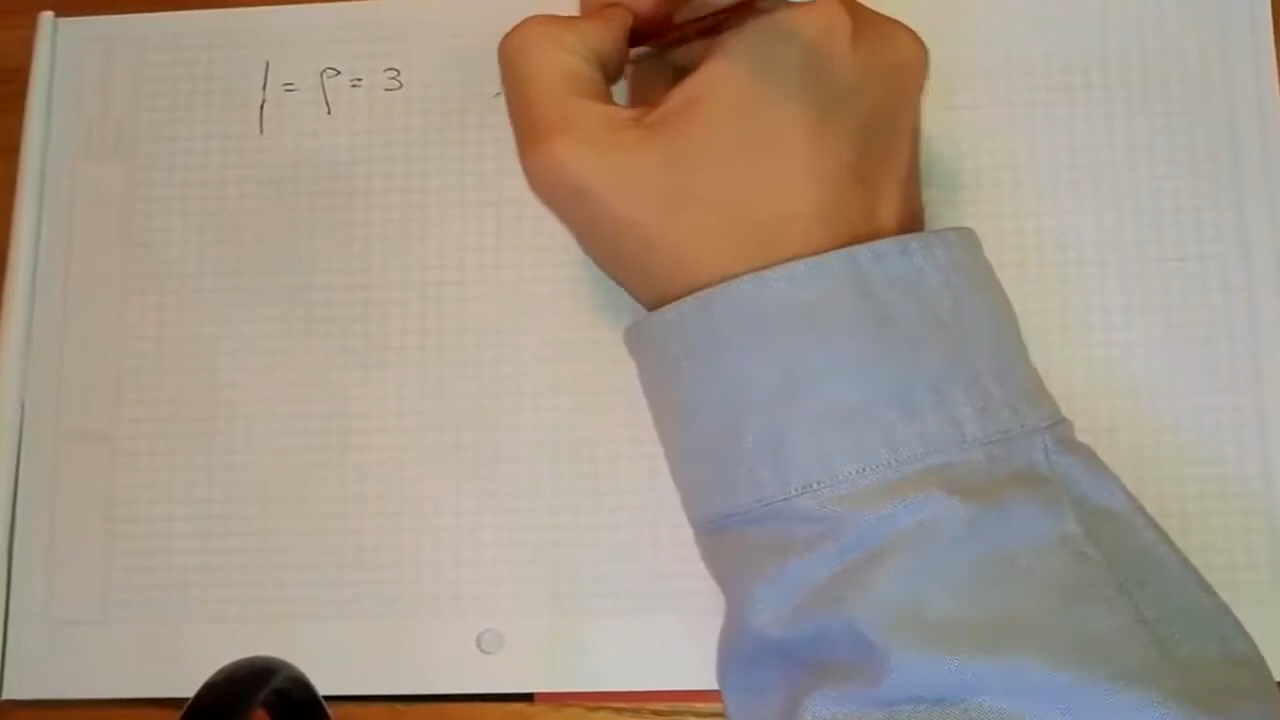 | = ρ = 3